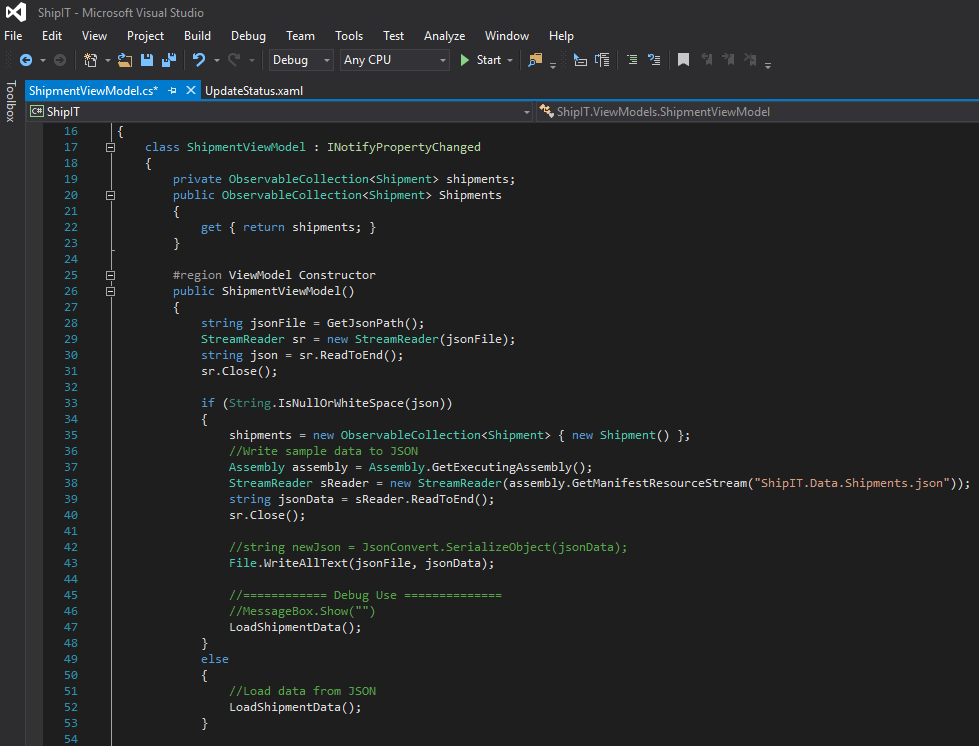 ShipIT - Microsoft Visual Studio
File Edit View Project Build Debug Team Tools Test Analyze Window Help
Debug Any CPU Start
Toolbox
ShipmentViewModel.cs* UpdateStatus.xaml
C# ShipIT ShipIT.ViewModels.ShipmentViewModel
16 {
17 class ShipmentViewModel : INotifyPropertyChanged
18 {
19 private ObservableCollection<Shipment> shipments;
20 public ObservableCollection<Shipment> Shipments
21 {
22 get { return shipments; }
23 }
24
25 #region ViewModel Constructor
26 public ShipmentViewModel()
27 {
28 string jsonFile = GetJsonPath();
29 StreamReader sr = new StreamReader(jsonFile);
30 string json = sr.ReadToEnd();
31 sr.Close();
32
33 if (String.IsNullOrWhiteSpace(json))
34 {
35 shipments = new ObservableCollection<Shipment> { new Shipment() };
36 //Write sample data to JSON
37 Assembly assembly = Assembly.GetExecutingAssembly();
38 StreamReader sReader = new StreamReader(assembly.GetManifestResourceStream("ShipIT.Data.Shipments.json"));
39 string jsonData = sReader.ReadToEnd();
40 sr.Close();
41
42 //string newJson = JsonConvert.SerializeObject(jsonData);
43 File.WriteAllText(jsonFile, jsonData);
44
45 //============ Debug Use ==============
46 //MessageBox.Show("")
47 LoadShipmentData();
48 }
49 else
50 {
51 //Load data from JSON
52 LoadShipmentData();
53 }
54